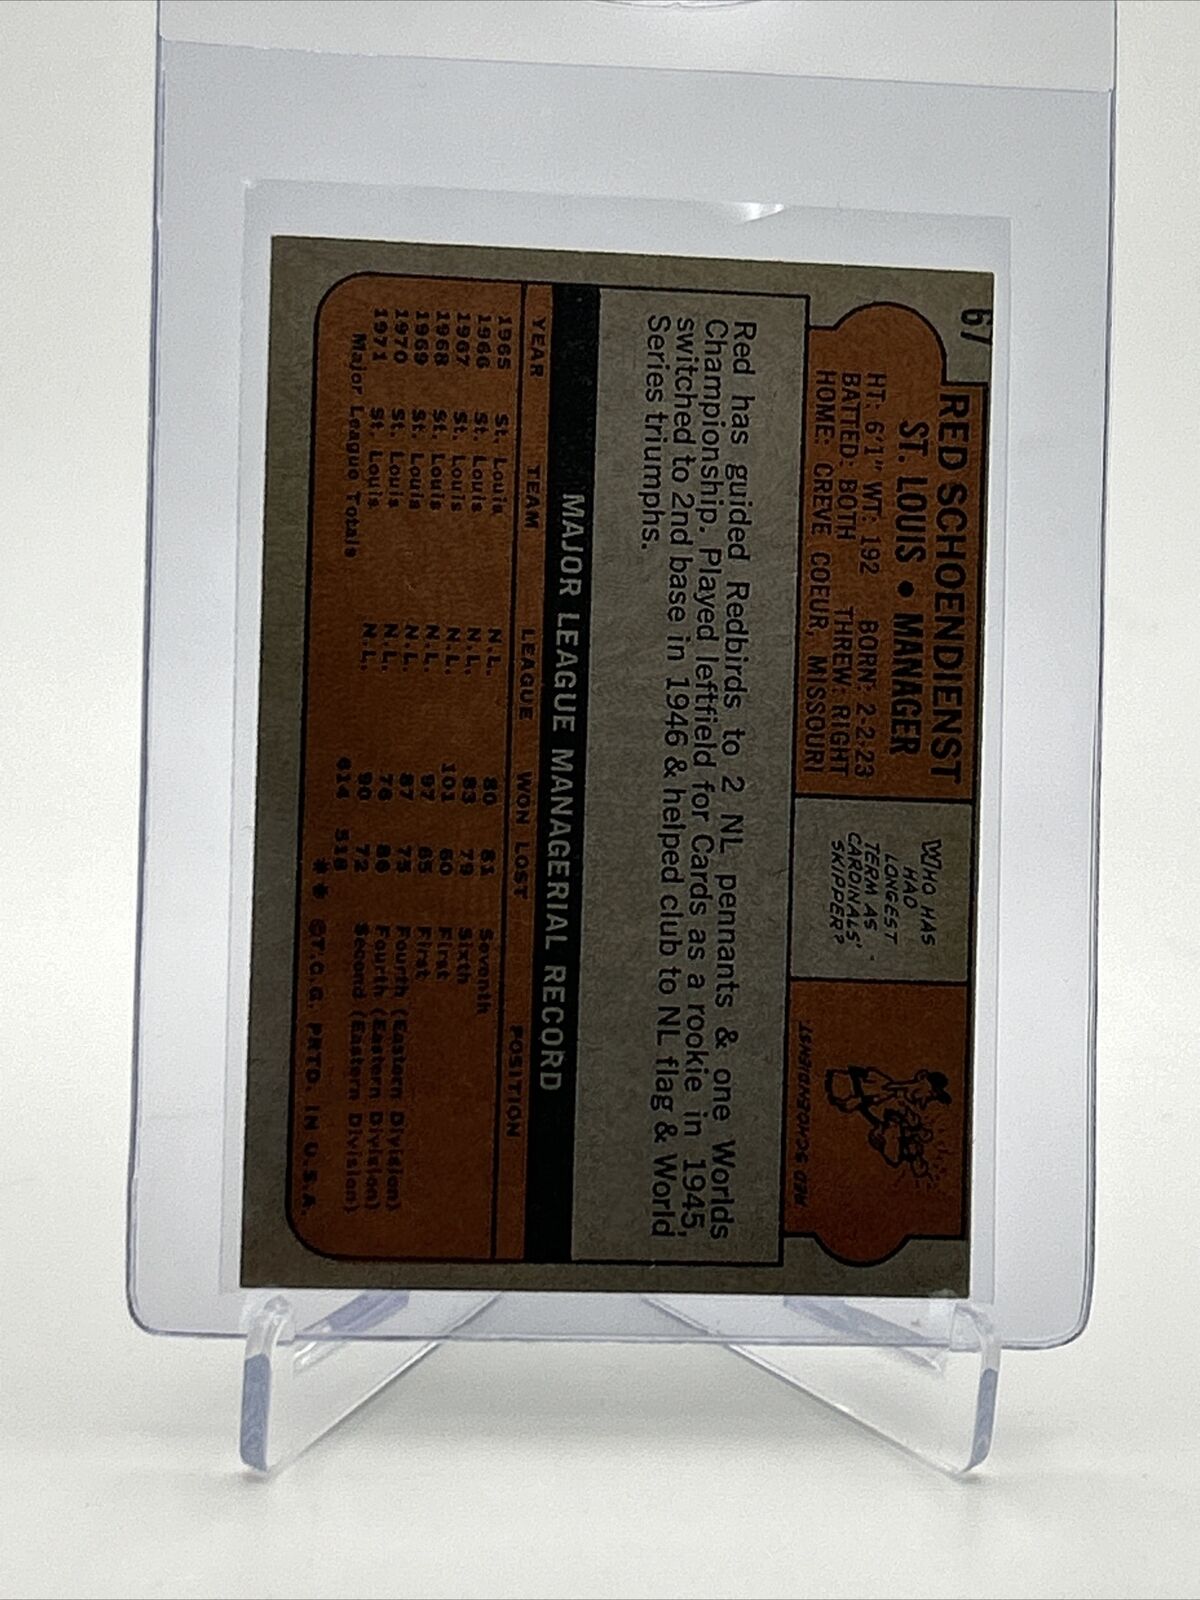 67
RED SCHOENDIENST
ST. LOUIS • MANAGER
HT: 6'1" WT: 192 BORN: 2-2-23
BATTED: BOTH THREW: RIGHT
HOME: CREVE COEUR, MISSOURI
WHO HAS
HAD
LONGEST
TERM AS
CARDINALS'
SKIPPER?
RED SCHOENDIENST.
Red has guided Redbirds to 2 NL pennants & one Worlds
Championship. Played leftfield for Cards as a rookie in 1945,
switched to 2nd base in 1946 & helped club to NL flag & World
Series triumphs.
MAJOR LEAGUE MANAGERIAL RECORD
YEAR TEAM LEAGUE WON LOST POSITION
1965 St. Louis N.L. 80 81 Seventh
1966 St. Louis N.L. 83 79 Sixth
1967 St. Louis N.L. 101 60 First
1968 St. Louis N.L. 97 65 First
1969 St. Louis N.L. 87 75 Fourth (Eastern Division)
1970 St. Louis N.L. 76 86 Fourth (Eastern Division)
1971 St. Louis N.L. 90 72 Second (Eastern Division)
Major League Totals 614 518
** ©T.C.G. PRTD. IN U.S.A.